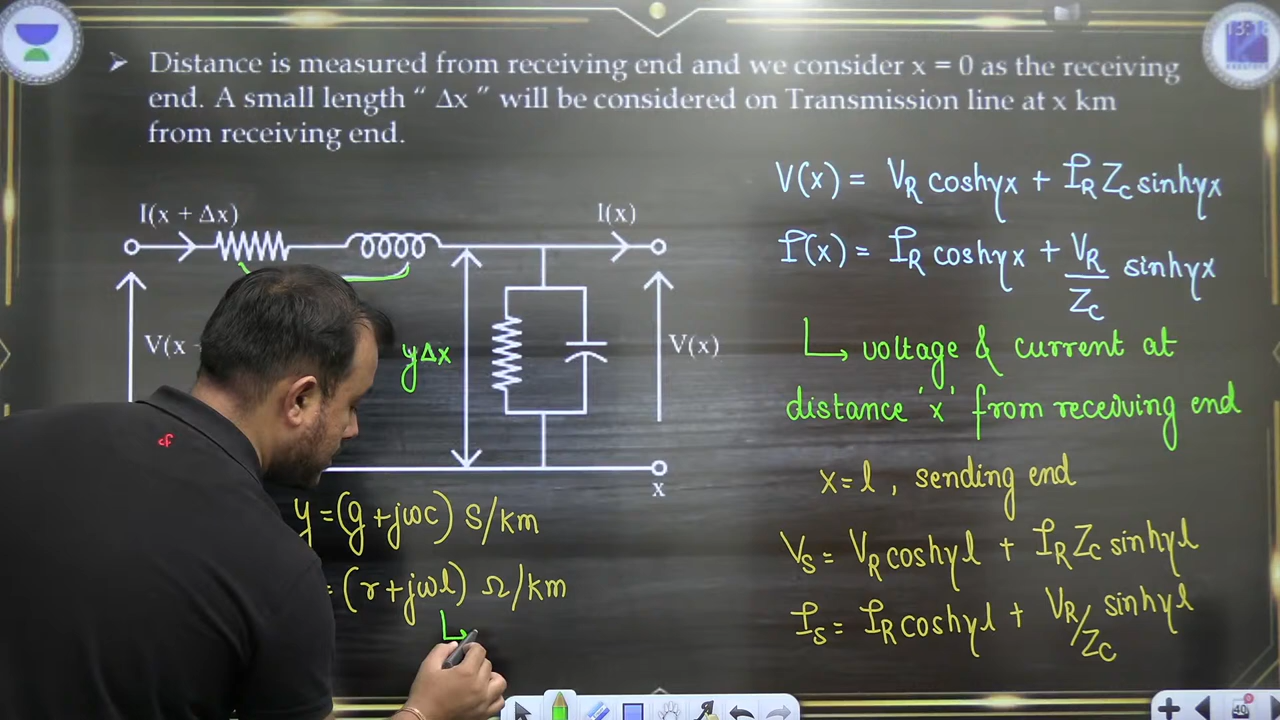 Distance is measured from receiving end and we consider x = 0 as the receiving
end. A small length “ Δx ” will be considered on Transmission line at x km
from receiving end.
I(x + Δx)
I(x)
V(x
yΔx
V(x)
x
y = (g + jωc) S/km
= (r + jωl) Ω/km
V(x) = V_R coshγx + I_R Z_C sinhγx
I(x) = I_R coshγx + V_R/Z_C sinhγx
↳ voltage & current at
distance 'x' from receiving end
x = l , sending end
V_S = V_R coshγl + I_R Z_C sinhγl
I_S = I_R coshγl + V_R/Z_C sinhγl